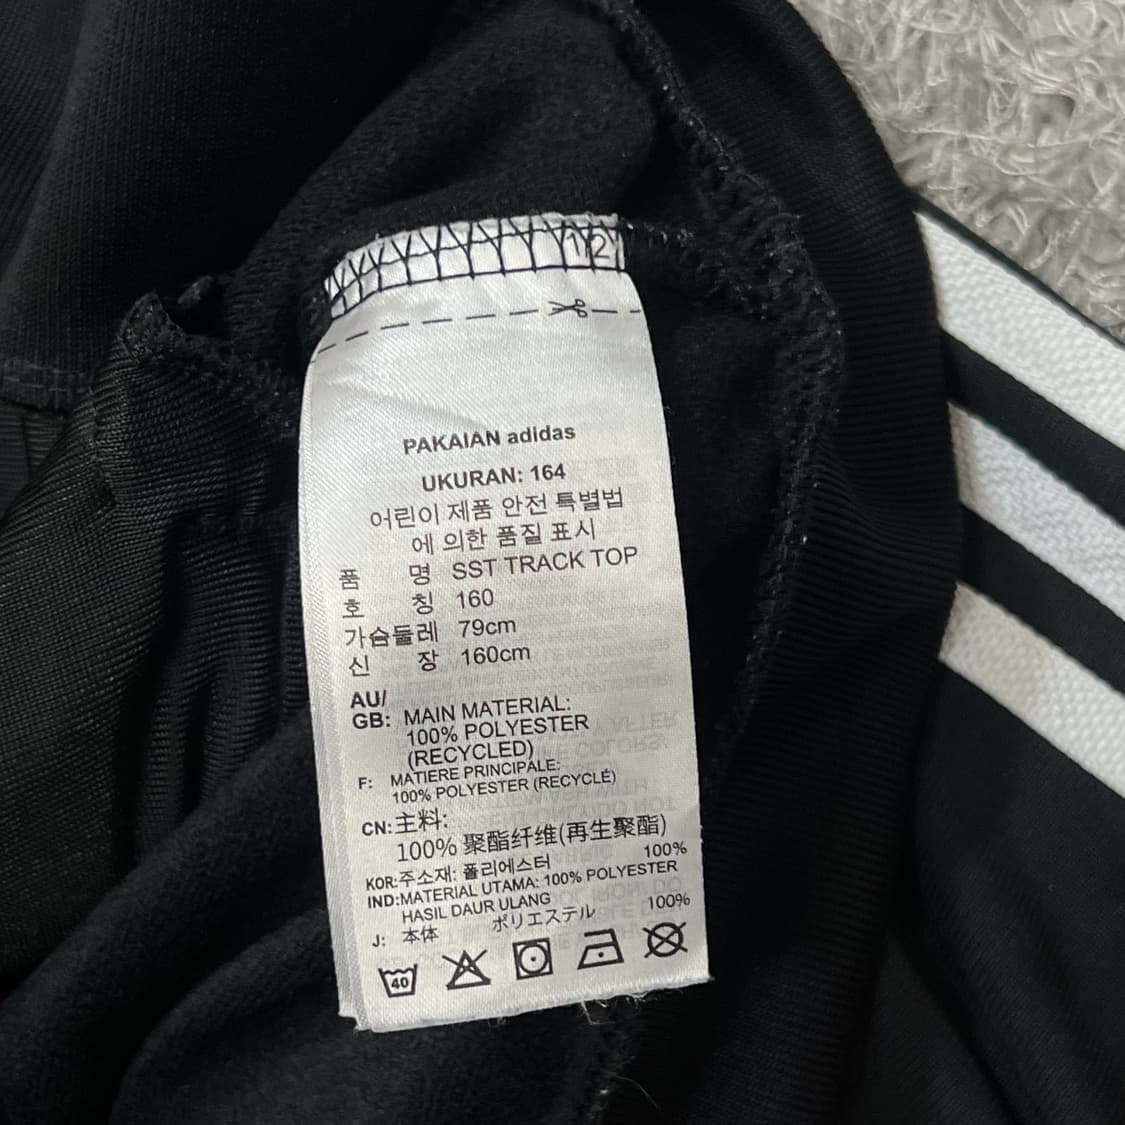 12
PAKAIAN adidas
UKURAN: 164
어린이 제품 안전 특별법
에 의한 품질 표시
품 명 SST TRACK TOP
호 칭 160
가슴둘레 79cm
신 장 160cm
AU/
GB: MAIN MATERIAL:
100% POLYESTER
(RECYCLED)
F: MATIERE PRINCIPALE:
100% POLYESTER (RECYCLÉ)
CN: 主料:
100% 聚酯纤维(再生聚酯)
KOR: 주소재: 폴리에스터 100%
IND: MATERIAL UTAMA: 100% POLYESTER
HASIL DAUR ULANG
J: 本体 ポリエステル 100%
40